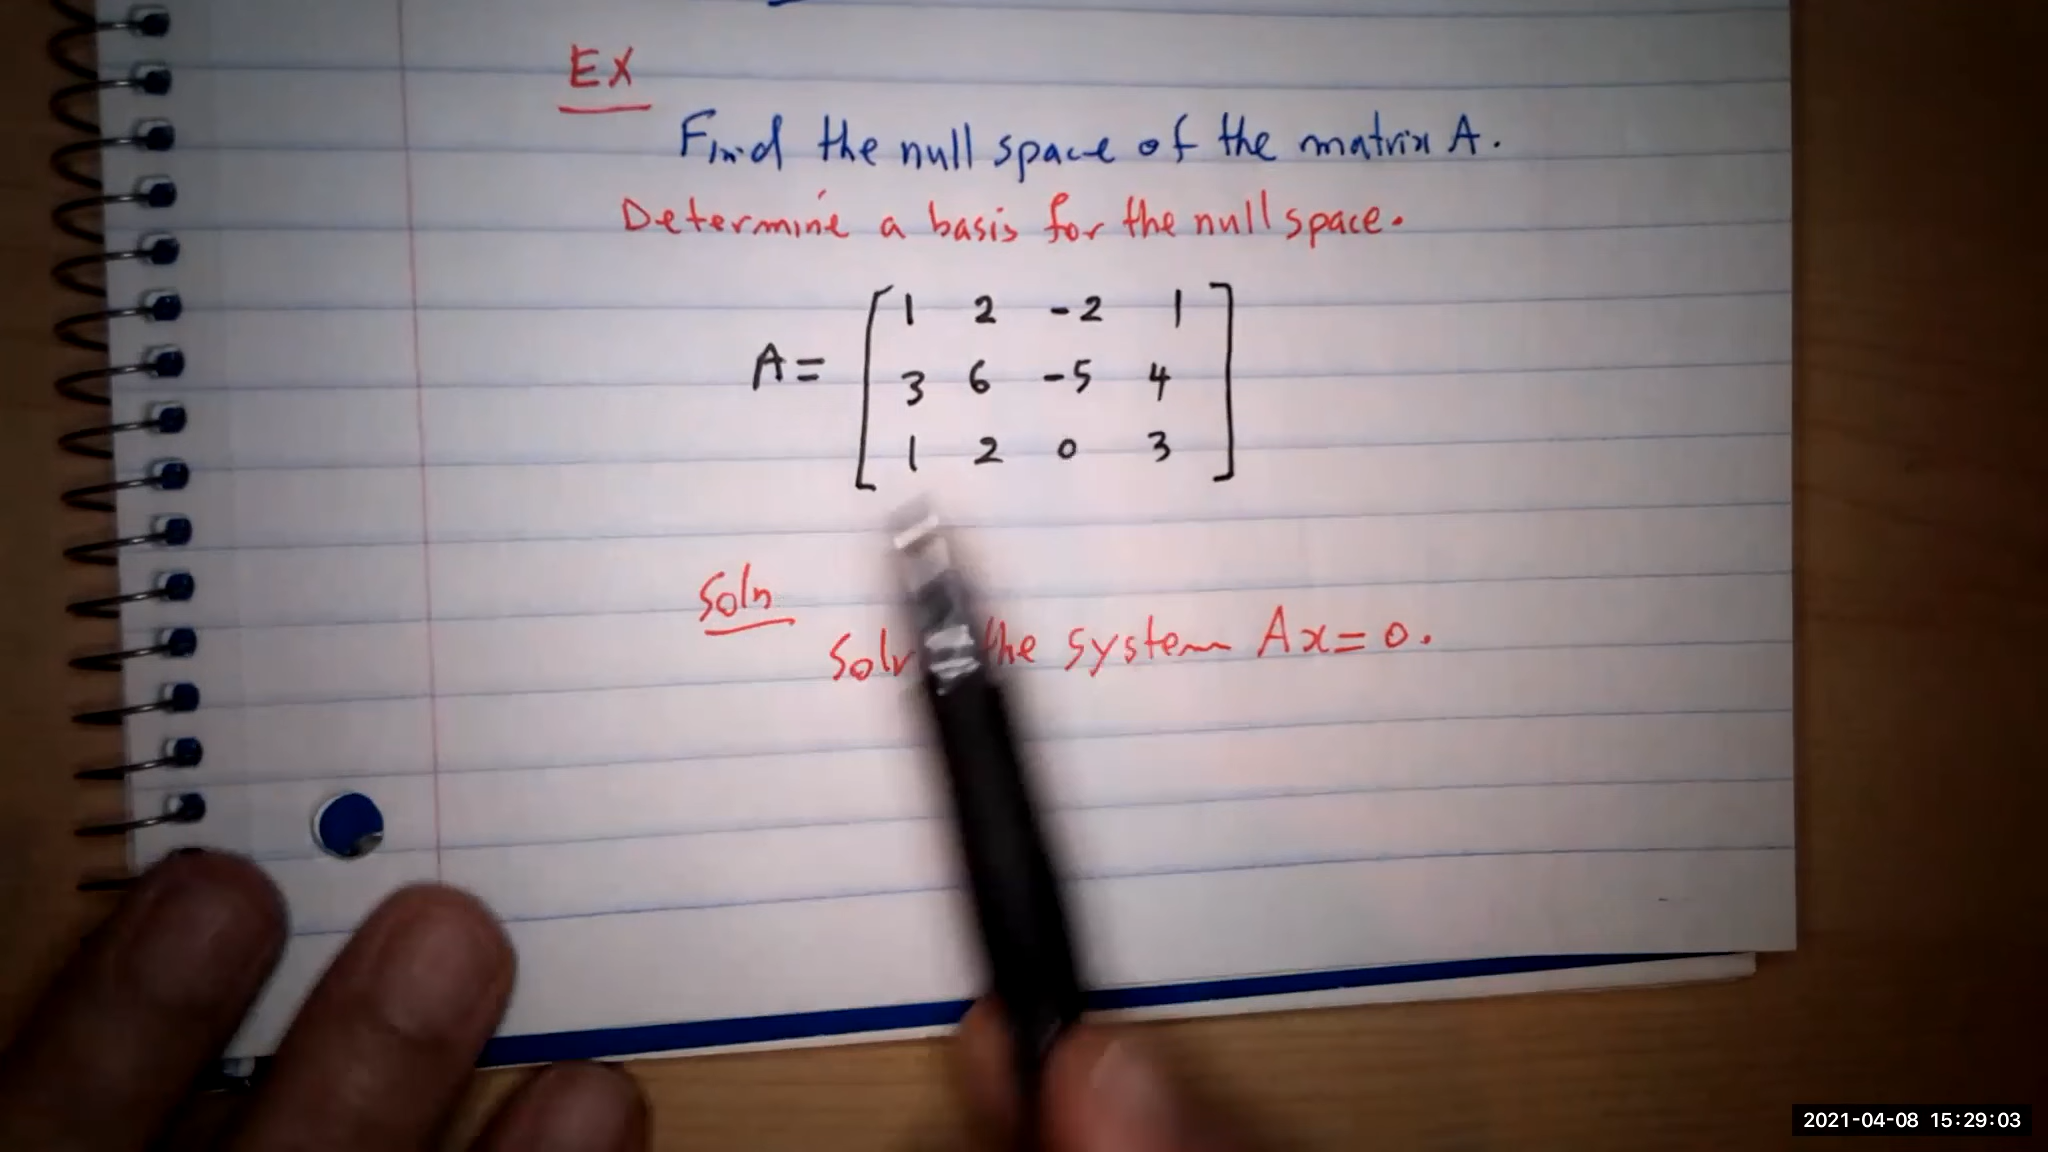 EX
Find the null space of the matrix A.
Determine a basis for the null space.
A = [ 1 2 -2 1
3 6 -5 4
1 2 0 3 ]
Soln
the system Ax = 0.
2021-04-08 15:29:03